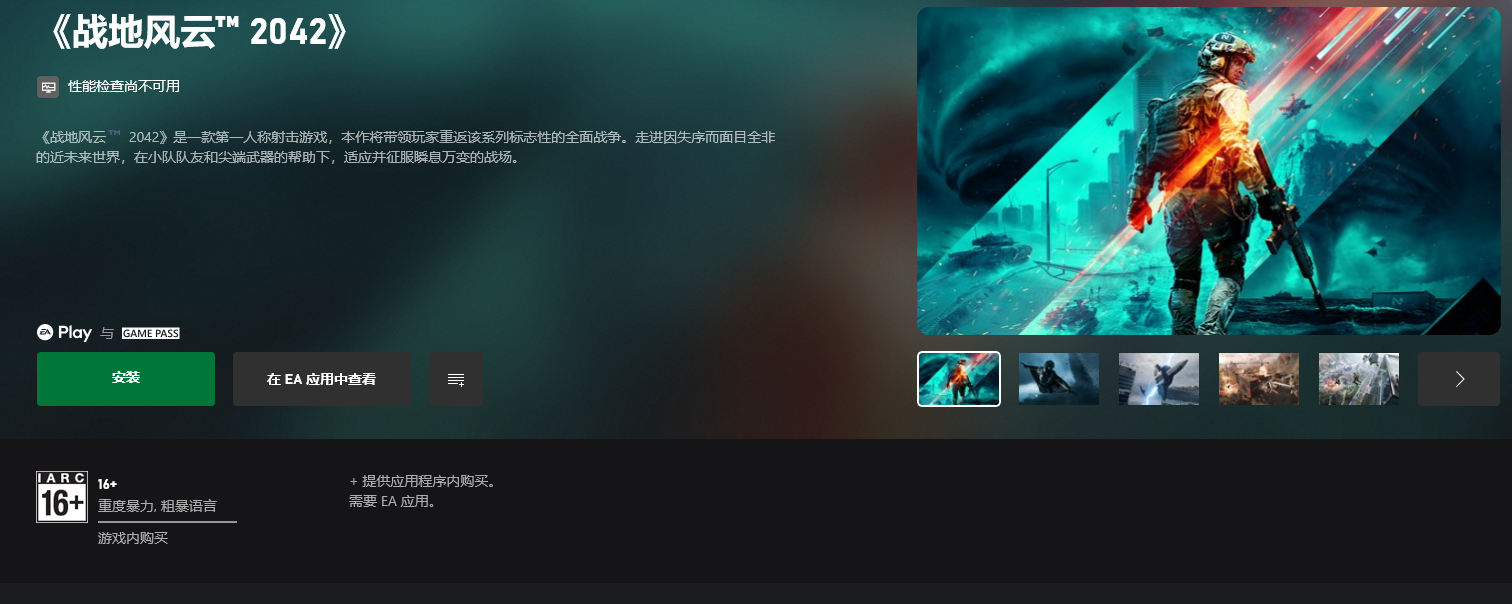 《战地风云™ 2042》
性能检查尚不可用
《战地风云™ 2042》是一款第一人称射击游戏，本作将带领玩家重返该系列标志性的全面战争。走进因失序而面目全非
的近未来世界，在小队队友和尖端武器的帮助下，适应并征服瞬息万变的战场。
EA Play 与 GAME PASS
安装
在 EA 应用中查看
IARC
16+
16+
重度暴力, 粗暴语言
游戏内购买
+ 提供应用程序内购买。
需要 EA 应用。